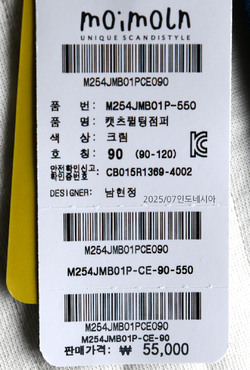 moimoln
UNIQUE SCANDISTYLE
M254JMB01PCE090
품 번: M254JMB01P-550
품 명: 캣츠퀼팅점퍼
색 상: 크림
호 칭: 90 (90-120)
안전확인신고
확인증번호: CB015R1369-4002
DESIGNER: 남현정
2025/07인도네시아
M254JMB01PCE090
M254JMB01P-CE-90-550
M254JMB01PCE090
M254JMB01P-CE-90
판매가격: ₩ 55,000